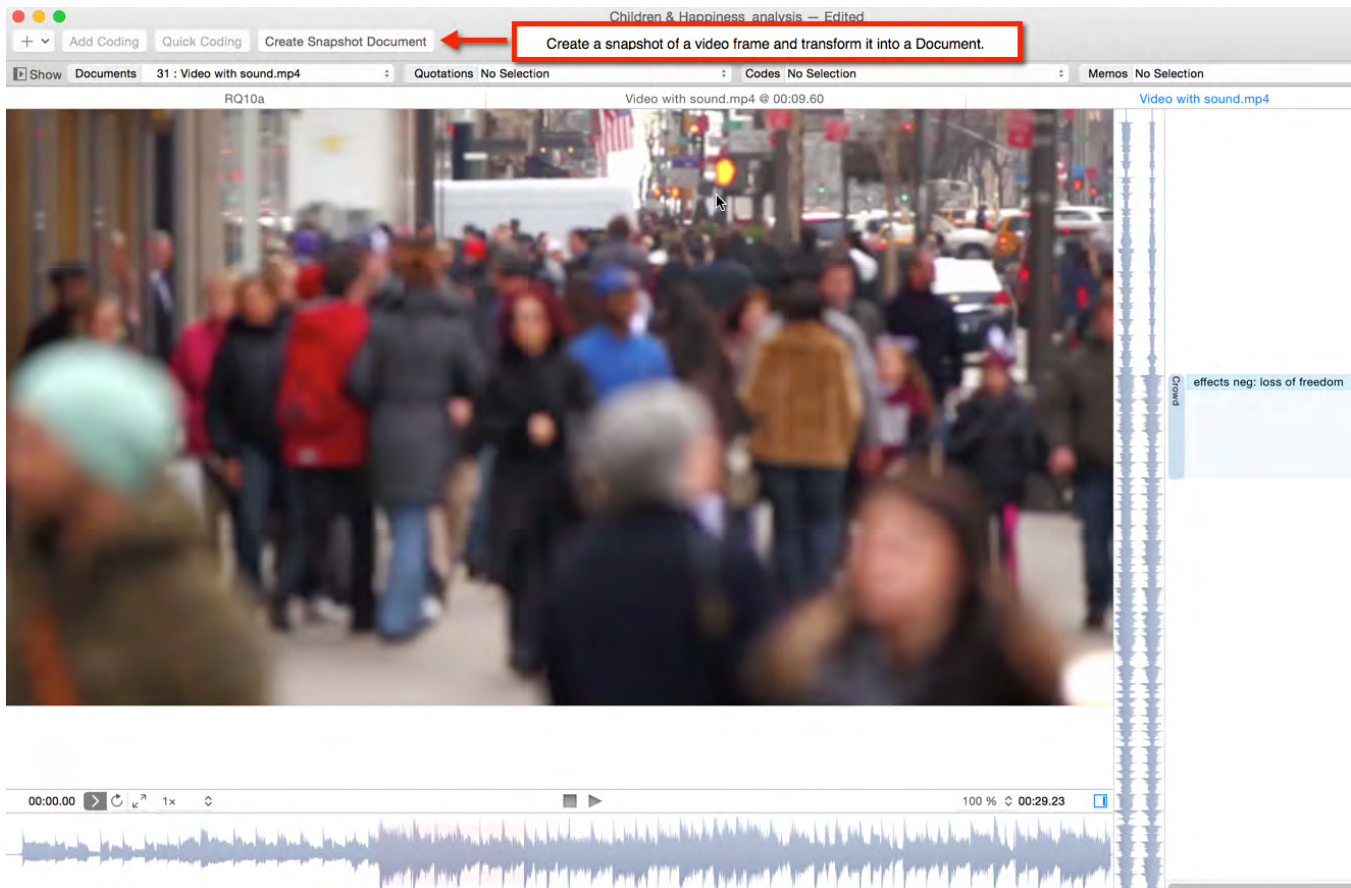 Children & Happiness_analysis — Edited
Add Coding Quick Coding Create Snapshot Document
Create a snapshot of a video frame and transform it into a Document.
Show Documents 31 : Video with sound.mp4 Quotations No Selection Codes No Selection Memos No Selection
RQ10a Video with sound.mp4 @ 00:09.60 Video with sound.mp4
Crowd
effects neg: loss of freedom
00:00.00 1x 100 % 00:29.23